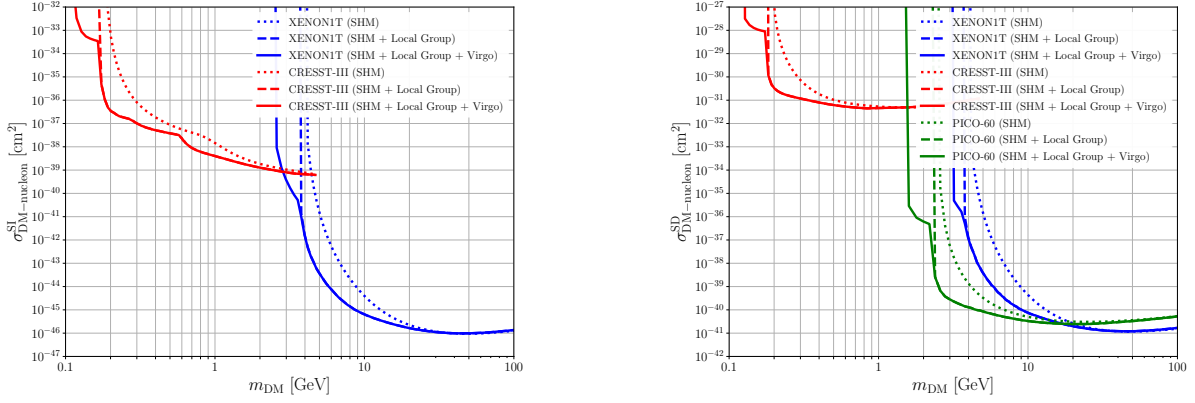 10⁻³²
10⁻³³
10⁻³⁴
10⁻³⁵
10⁻³⁶
10⁻³⁷
10⁻³⁸
10⁻³⁹
10⁻⁴⁰
10⁻⁴¹
10⁻⁴²
10⁻⁴³
10⁻⁴⁴
10⁻⁴⁵
10⁻⁴⁶
10⁻⁴⁷
σ^SI_DM−nucleon [cm²]
XENON1T (SHM)
XENON1T (SHM + Local Group)
XENON1T (SHM + Local Group + Virgo)
CRESST-III (SHM)
CRESST-III (SHM + Local Group)
CRESST-III (SHM + Local Group + Virgo)
0.1 1 10 100
m_DM [GeV]
10⁻²⁷
10⁻²⁸
10⁻²⁹
10⁻³⁰
10⁻³¹
10⁻³²
10⁻³³
10⁻³⁴
10⁻³⁵
10⁻³⁶
10⁻³⁷
10⁻³⁸
10⁻³⁹
10⁻⁴⁰
10⁻⁴¹
10⁻⁴²
σ^SD_DM−nucleon [cm²]
XENON1T (SHM)
XENON1T (SHM + Local Group)
XENON1T (SHM + Local Group + Virgo)
CRESST-III (SHM)
CRESST-III (SHM + Local Group)
CRESST-III (SHM + Local Group + Virgo)
PICO-60 (SHM)
PICO-60 (SHM + Local Group)
PICO-60 (SHM + Local Group + Virgo)
0.1 1 10 100
m_DM [GeV]